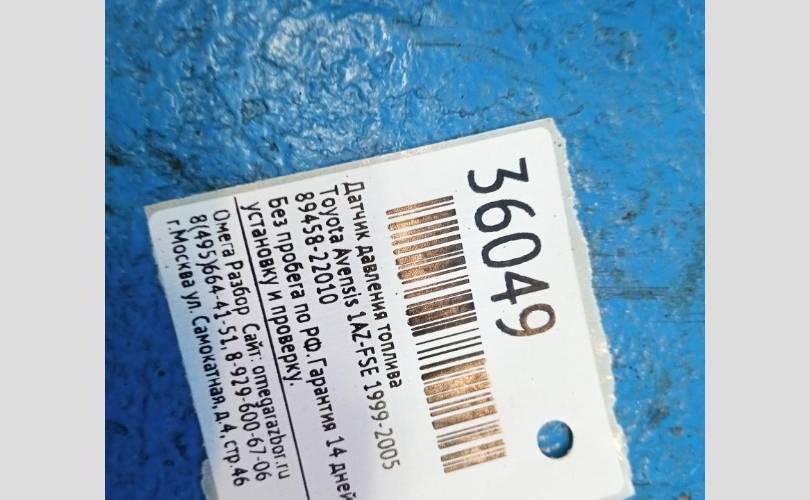 36049
Датчик давления топлива
Toyota Avensis 1AZ-FSE 1999-2005
89458-22010
Без пробега по РФ.Гарантия 14 дней
установку и проверку.
Омега Разбор Сайт: omegarazbor.ru
8(495)664-41-51, 8-929-600-67-06
г.Москва ул. Самокатная, д.4, стр.46